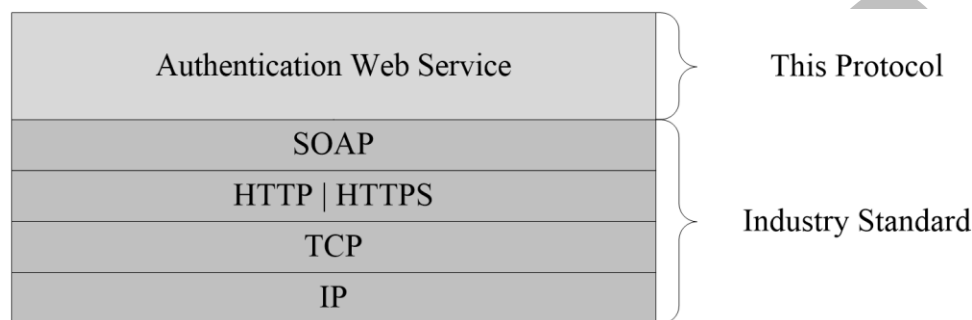 Authentication Web Service
This Protocol
SOAP
HTTP | HTTPS
TCP
IP
Industry Standard